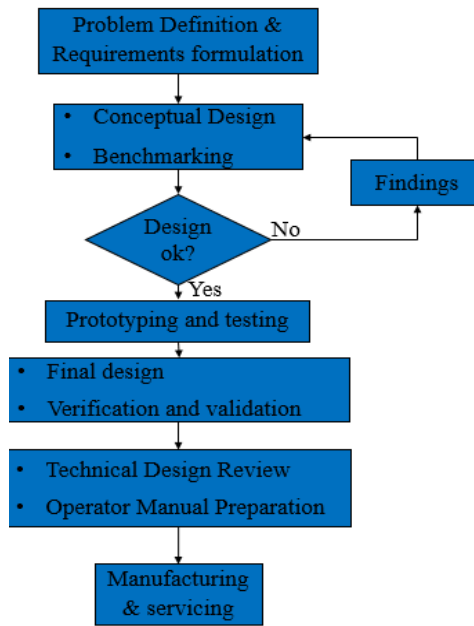 Problem Definition &
Requirements formulation
• Conceptual Design
• Benchmarking
Findings
Design
ok?
No
Yes
Prototyping and testing
• Final design
• Verification and validation
• Technical Design Review
• Operator Manual Preparation
Manufacturing
& servicing